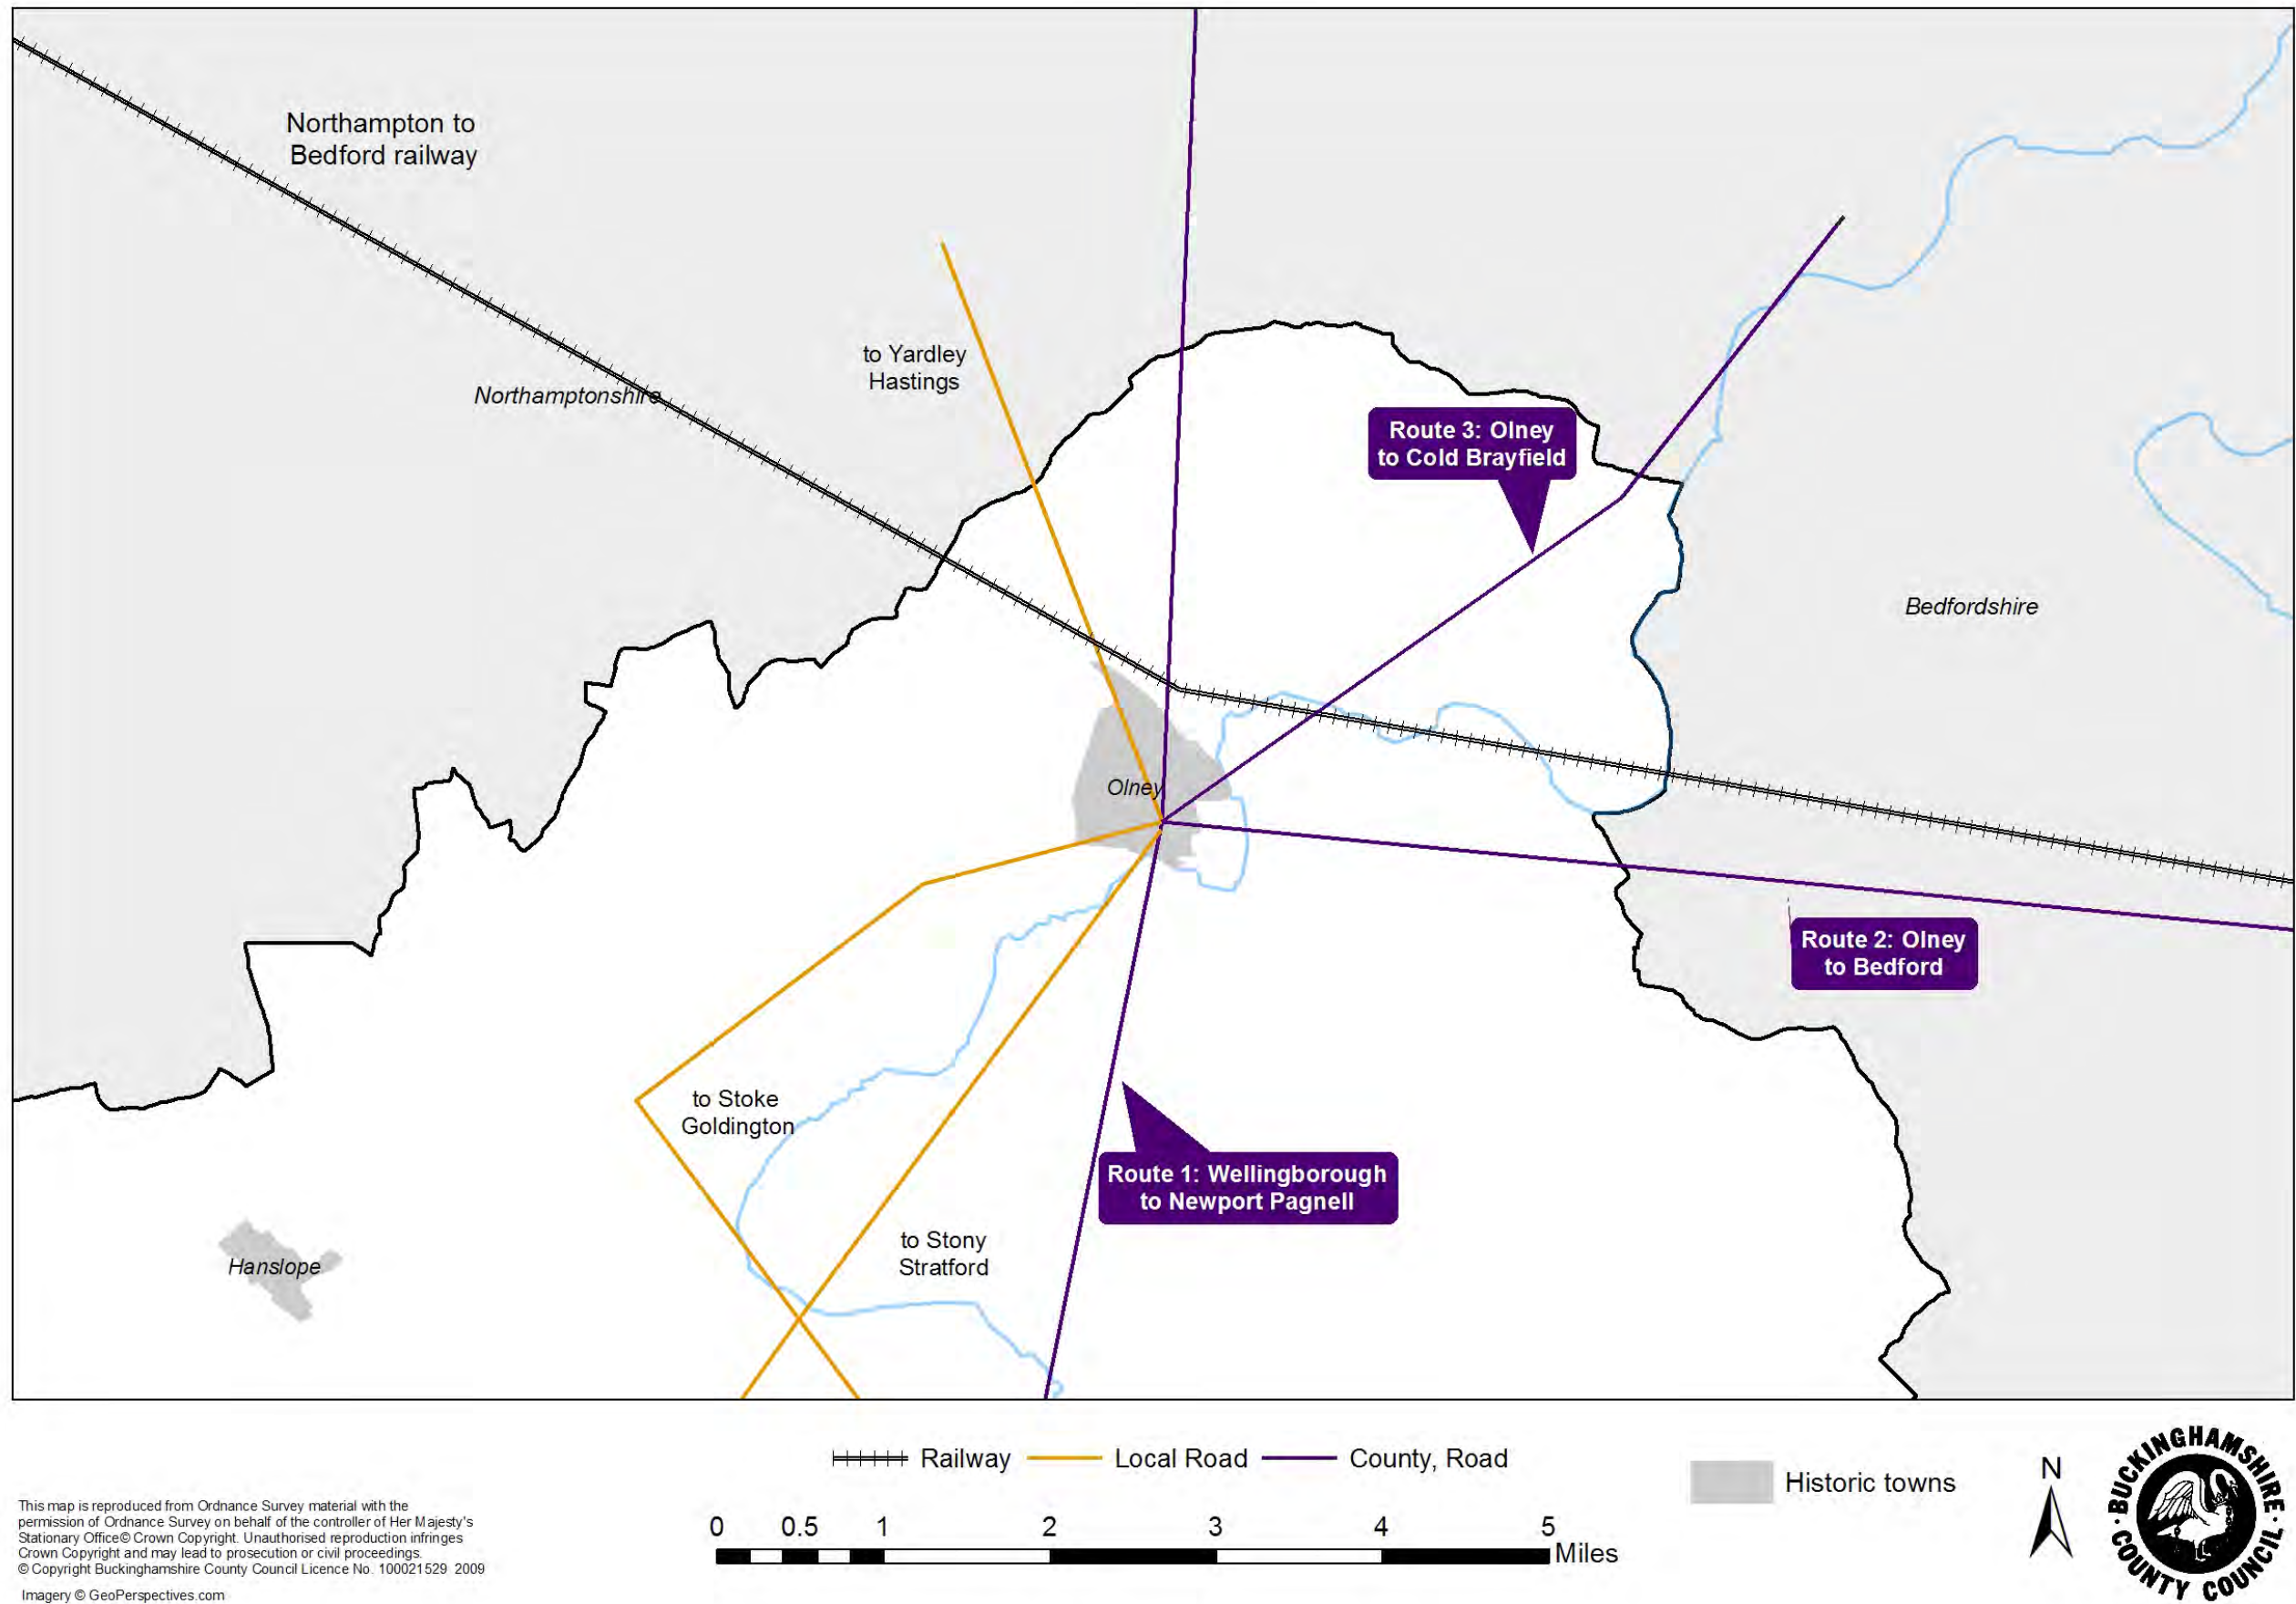 Northampton to
Bedford railway
to Yardley
Hastings
Northamptonshire
Route 3: Olney
to Cold Brayfield
Bedfordshire
Olney
Route 2: Olney
to Bedford
to Stoke
Goldington
Route 1: Wellingborough
to Newport Pagnell
to Stony
Stratford
Hanslope
Railway
Local Road
County, Road
Historic towns
N
BUCKINGHAMSHIRE
COUNTY COUNCIL
0 0.5 1 2 3 4 5
Miles
This map is reproduced from Ordnance Survey material with the
permission of Ordnance Survey on behalf of the controller of Her Majesty's
Stationary Office© Crown Copyright. Unauthorised reproduction infringes
Crown Copyright and may lead to prosecution or civil proceedings.
© Copyright Buckinghamshire County Council Licence No. 100021529 2009
Imagery © GeoPerspectives.com